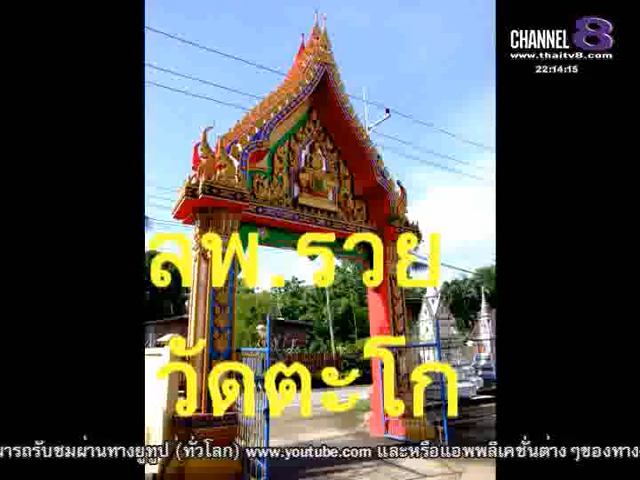 CHANNEL 8
www.thaitv8.com
22:14:15
ลพ.รวย
วัดตะโก
มารถรับชมผ่านทางยูทูป (ทั่วโลก) www.youtube.com และหรือแอพพลิเคชั่นต่างๆของทาง